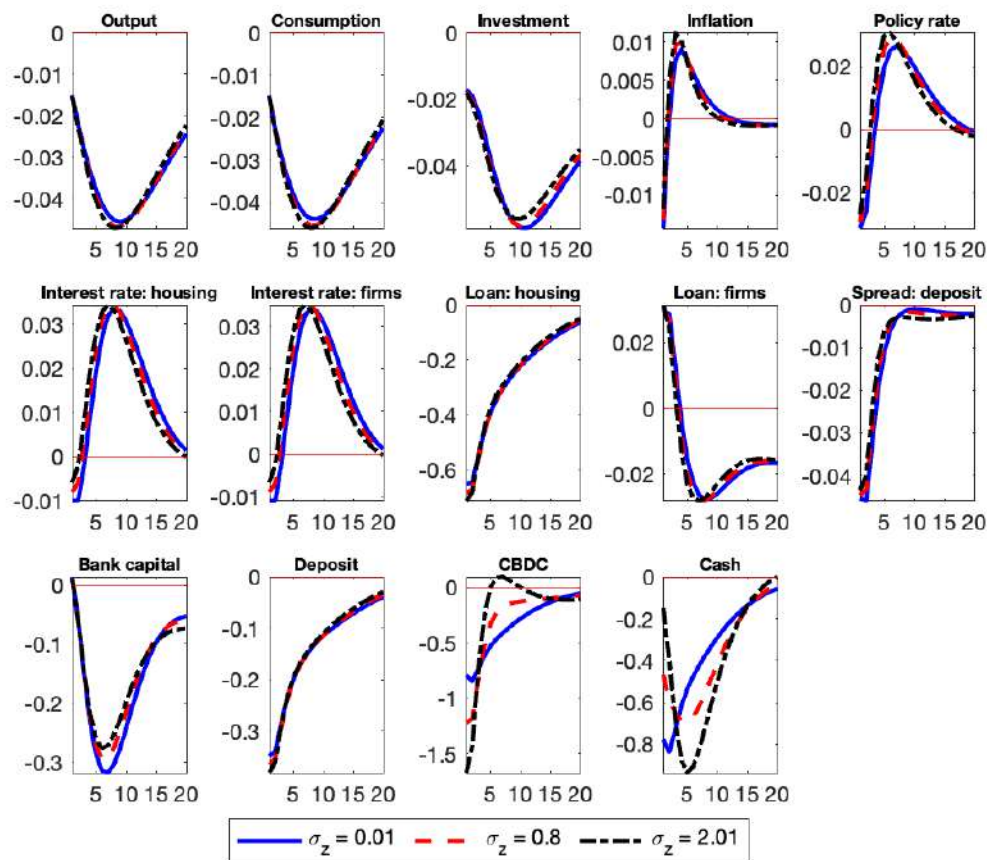 Output Consumption Investment Inflation Policy rate
0 0 0 0.01
-0.01 -0.01 0.005 0.02
-0.02 -0.02 -0.02 0 0
-0.03 -0.03 -0.005
-0.04 -0.04 -0.04 -0.01 -0.02
5 10 15 20 5 10 15 20 5 10 15 20 5 10 15 20 5 10 15 20
Interest rate: housing Interest rate: firms Loan: housing Loan: firms Spread: deposit
0.03 0.03 0 0.02 0
0.02 0.02 -0.2 -0.01
0.01 0.01 -0.4 0 -0.02
0 0 -0.6 -0.02 -0.03
-0.01 -0.01 -0.04
5 10 15 20 5 10 15 20 5 10 15 20 5 10 15 20 5 10 15 20
Bank capital Deposit CBDC Cash
0 0 0 0
-0.1 -0.1 -0.5 -0.2
-0.2 -0.2 -1 -0.4
-0.3 -0.3 -1.5 -0.6
-0.8
5 10 15 20 5 10 15 20 5 10 15 20 5 10 15 20
σz = 0.01 σz = 0.8 σz = 2.01